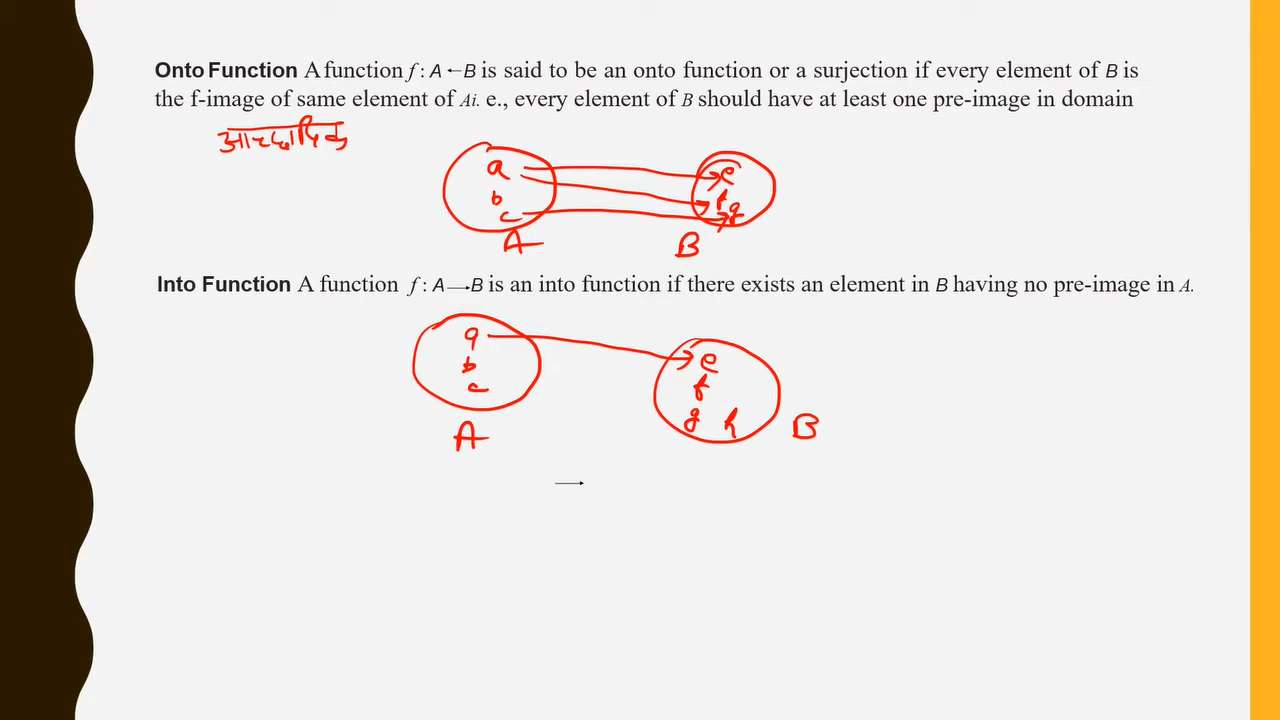 Onto Function A function f : A ← B is said to be an onto function or a surjection if every element of B is
the f-image of same element of Ai. e., every element of B should have at least one pre-image in domain
आच्छादिक
a e
b f
c g
A B
Into Function A function f : A → B is an into function if there exists an element in B having no pre-image in A.
a e
b f
c g h
A B
→